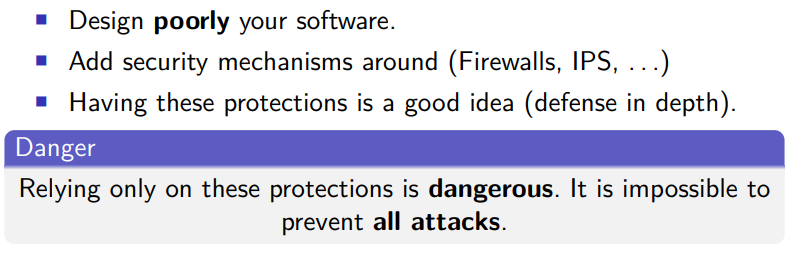 Design poorly your software.
Add security mechanisms around (Firewalls, IPS, ...)
Having these protections is a good idea (defense in depth).
Danger
Relying only on these protections is dangerous. It is impossible to
prevent all attacks.